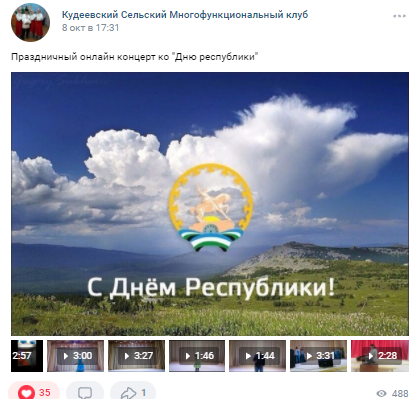 Кудеевский Сельский Многофункциональный клуб
8 окт в 17:31
Праздничный онлайн концерт ко "Дню республики"
С Днём Республики!
2:57
3:00
3:27
1:46
1:44
3:31
2:28
35
1
488